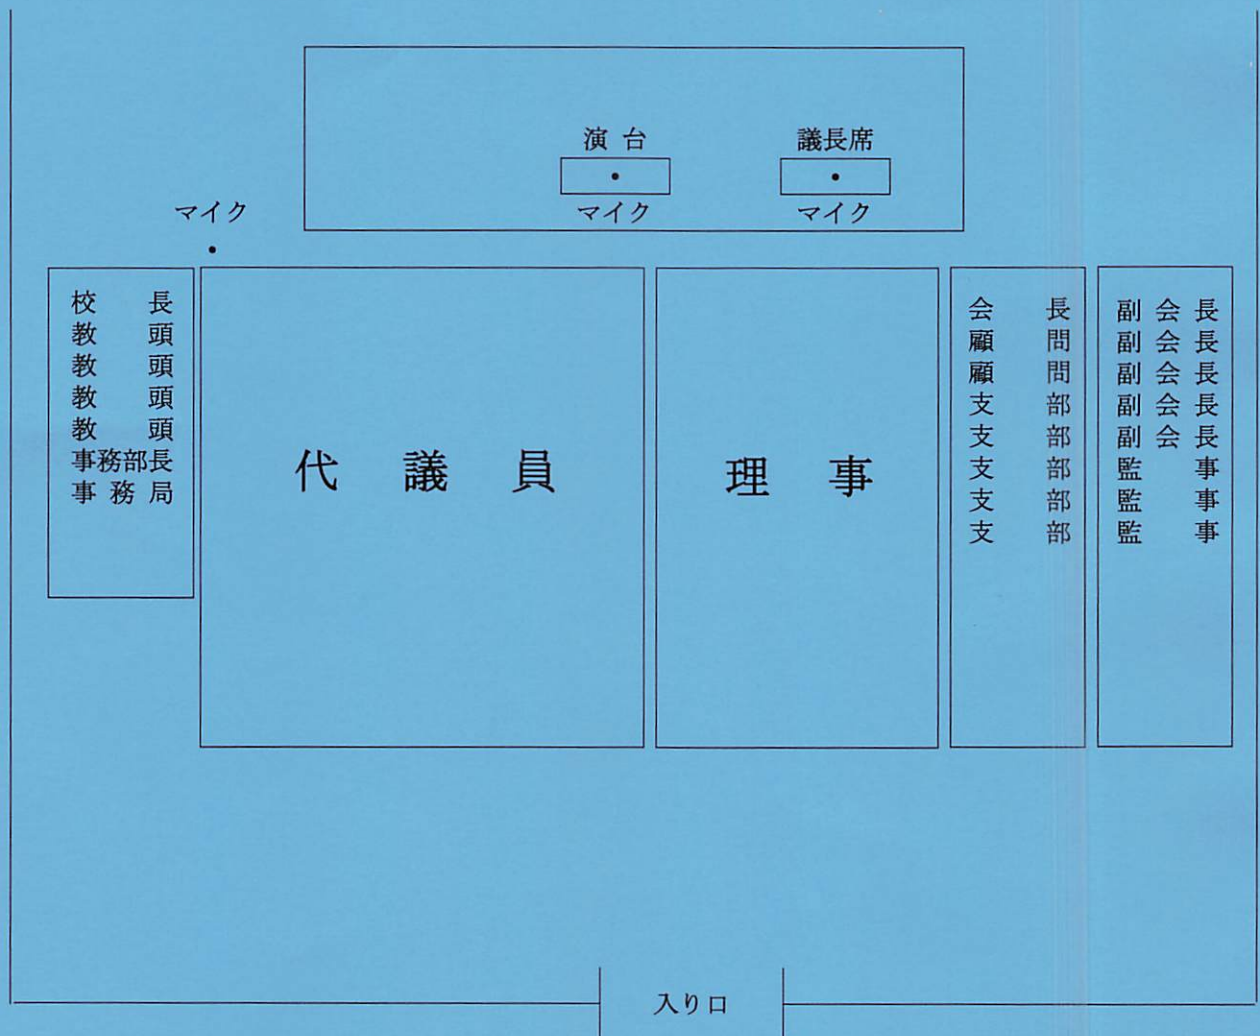 演台
議長席
マイク
マイク
マイク
校長
教頭
教頭
教頭
教頭
事務部長
事務局
代議員
理事
会長
顧問
顧問
支部
支部
支部
支部
支部
副会長
副会長
副会長
副会長
副会長
監事
監事
監事
入り口